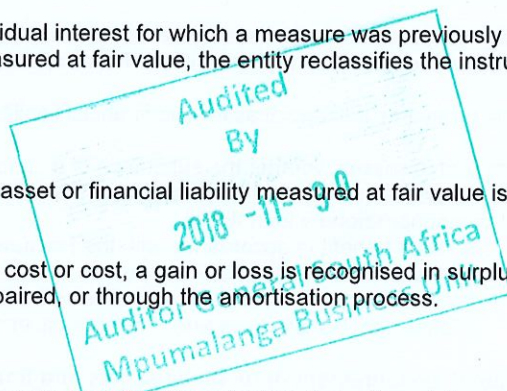 idual interest for which a measure was previously
sured at fair value, the entity reclassifies the instru
Audited
By
asset or financial liability measured at fair value is
2018 -11- 30
cost or cost, a gain or loss is recognised in surplu
paired, or through the amortisation process.
Auditor General South Africa
Mpumalanga Business Unit